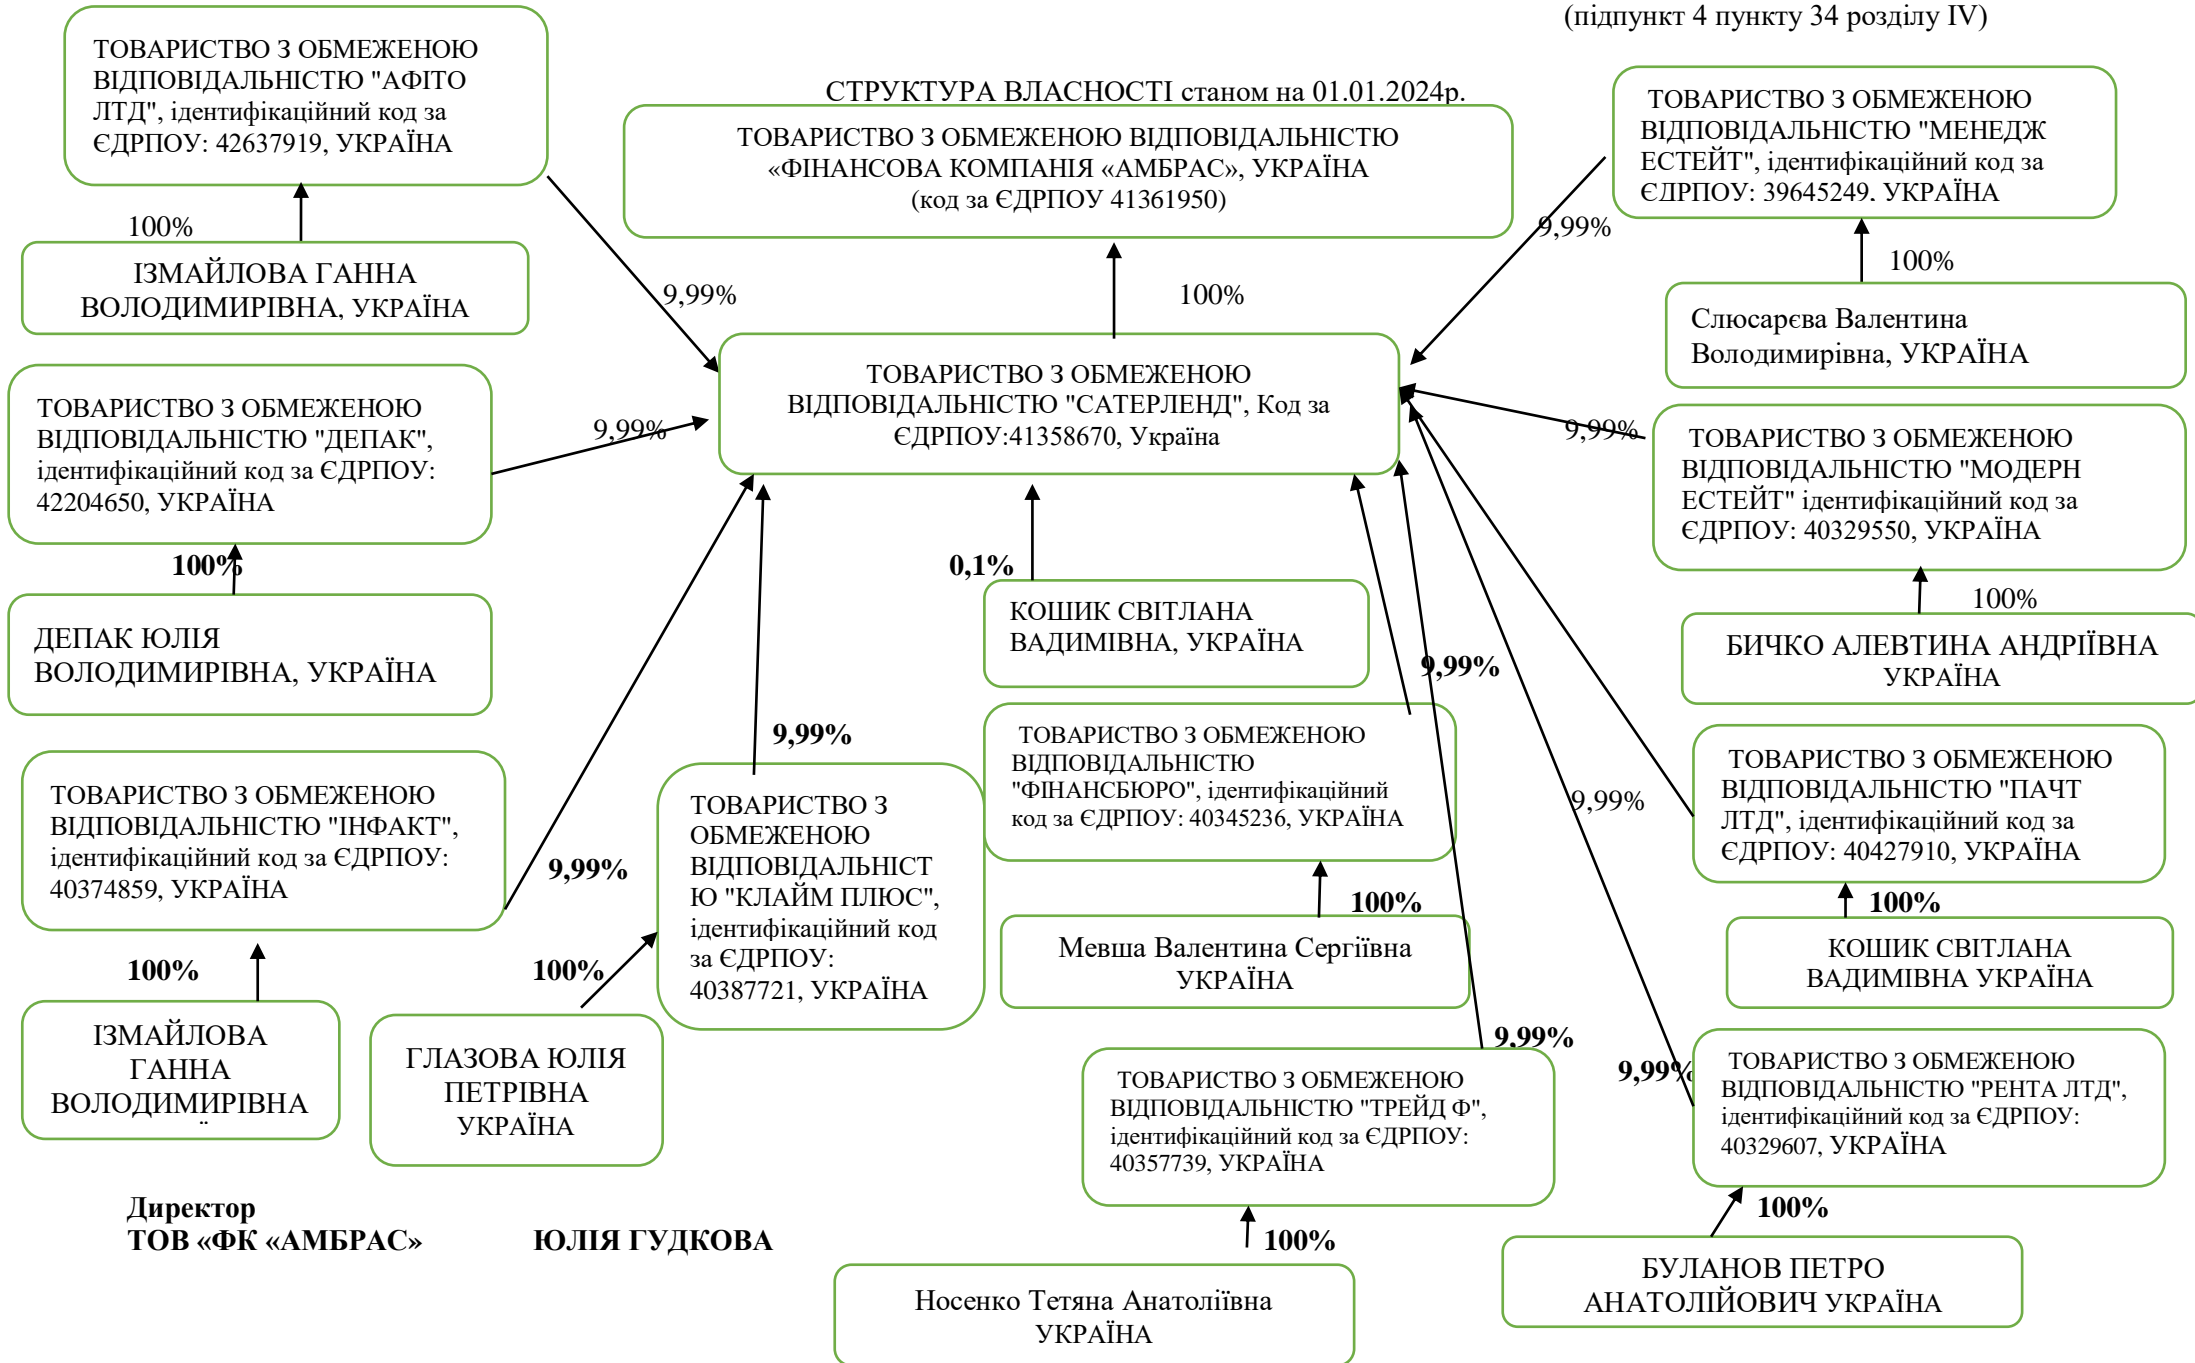 (підпункт 4 пункту 34 розділу IV)
СТРУКТУРА ВЛАСНОСТІ станом на 01.01.2024р.
ТОВАРИСТВО З ОБМЕЖЕНОЮ
ВІДПОВІДАЛЬНІСТЮ "АФІТО
ЛТД", ідентифікаційний код за
ЄДРПОУ: 42637919, УКРАЇНА
ТОВАРИСТВО З ОБМЕЖЕНОЮ ВІДПОВІДАЛЬНІСТЮ
«ФІНАНСОВА КОМПАНІЯ «АМБРАС», УКРАЇНА
(код за ЄДРПОУ 41361950)
ТОВАРИСТВО З ОБМЕЖЕНОЮ
ВІДПОВІДАЛЬНІСТЮ "МЕНЕДЖ
ЕСТЕЙТ", ідентифікаційний код за
ЄДРПОУ: 39645249, УКРАЇНА
100%
9,99%
100%
9,99%
100%
ІЗМАЙЛОВА ГАННА
ВОЛОДИМИРІВНА, УКРАЇНА
Слюсарєва Валентина
Володимирівна, УКРАЇНА
ТОВАРИСТВО З ОБМЕЖЕНОЮ
ВІДПОВІДАЛЬНІСТЮ "САТЕРЛЕНД", Код за
ЄДРПОУ:41358670, Україна
ТОВАРИСТВО З ОБМЕЖЕНОЮ
ВІДПОВІДАЛЬНІСТЮ "ДЕПАК",
ідентифікаційний код за ЄДРПОУ:
42204650, УКРАЇНА
9,99%
9,99%
ТОВАРИСТВО З ОБМЕЖЕНОЮ
ВІДПОВІДАЛЬНІСТЮ "МОДЕРН
ЕСТЕЙТ" ідентифікаційний код за
ЄДРПОУ: 40329550, УКРАЇНА
100%
0,1%
100%
ДЕПАК ЮЛІЯ
ВОЛОДИМИРІВНА, УКРАЇНА
КОШИК СВІТЛАНА
ВАДИМІВНА, УКРАЇНА
БИЧКО АЛЕВТИНА АНДРІЇВНА
УКРАЇНА
9,99%
9,99%
ТОВАРИСТВО З ОБМЕЖЕНОЮ
ВІДПОВІДАЛЬНІСТЮ "ІНФАКТ",
ідентифікаційний код за ЄДРПОУ:
40374859, УКРАЇНА
9,99%
ТОВАРИСТВО З
ОБМЕЖЕНОЮ
ВІДПОВІДАЛЬНІСТ
Ю "КЛАЙМ ПЛЮС",
ідентифікаційний код
за ЄДРПОУ:
40387721, УКРАЇНА
ТОВАРИСТВО З ОБМЕЖЕНОЮ
ВІДПОВІДАЛЬНІСТЮ
"ФІНАНСБЮРО", ідентифікаційний
код за ЄДРПОУ: 40345236, УКРАЇНА
9,99%
ТОВАРИСТВО З ОБМЕЖЕНОЮ
ВІДПОВІДАЛЬНІСТЮ "ПАЧТ
ЛТД", ідентифікаційний код за
ЄДРПОУ: 40427910, УКРАЇНА
100%
100%
100%
100%
Мевша Валентина Сергіївна
УКРАЇНА
КОШИК СВІТЛАНА
ВАДИМІВНА УКРАЇНА
ІЗМАЙЛОВА
ГАННА
ВОЛОДИМИРІВНА
ГЛАЗОВА ЮЛІЯ
ПЕТРІВНА
УКРАЇНА
9,99%
9,99%
ТОВАРИСТВО З ОБМЕЖЕНОЮ
ВІДПОВІДАЛЬНІСТЮ "ТРЕЙД Ф",
ідентифікаційний код за ЄДРПОУ:
40357739, УКРАЇНА
ТОВАРИСТВО З ОБМЕЖЕНОЮ
ВІДПОВІДАЛЬНІСТЮ "РЕНТА ЛТД",
ідентифікаційний код за ЄДРПОУ:
40329607, УКРАЇНА
100%
100%
Носенко Тетяна Анатоліївна
УКРАЇНА
БУЛАНОВ ПЕТРО
АНАТОЛІЙОВИЧ УКРАЇНА
Директор
ТОВ «ФК «АМБРАС» ЮЛІЯ ГУДКОВА